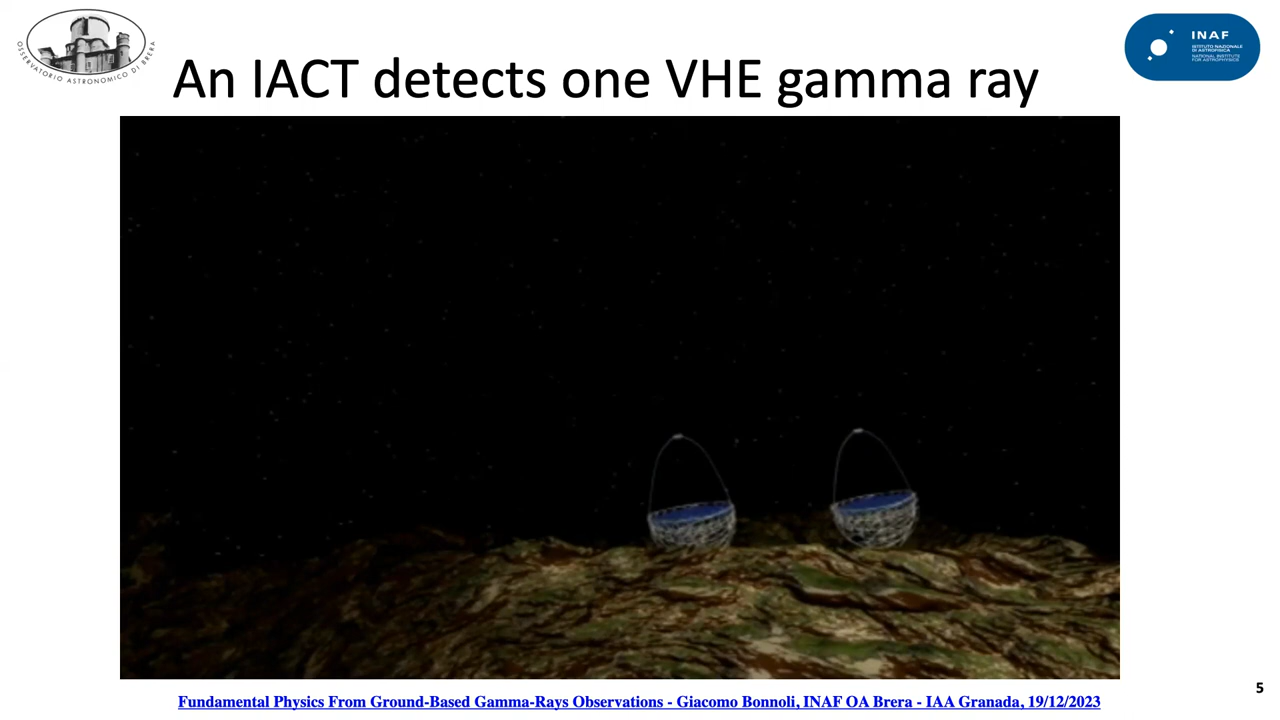 OSSERVATORIO ASTRONOMICO DI BRERA
INAF
ISTITUTO NAZIONALE
DI ASTROFISICA
NATIONAL INSTITUTE
FOR ASTROPHYSICS
An IACT detects one VHE gamma ray
Fundamental Physics From Ground-Based Gamma-Rays Observations - Giacomo Bonnoli, INAF OA Brera - IAA Granada, 19/12/2023
5